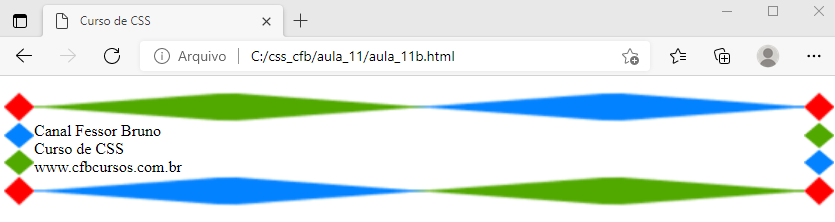 Curso de CSS
Arquivo | C:/css_cfb/aula_11/aula_11b.html
Canal Fessor Bruno
Curso de CSS
www.cfbcursos.com.br